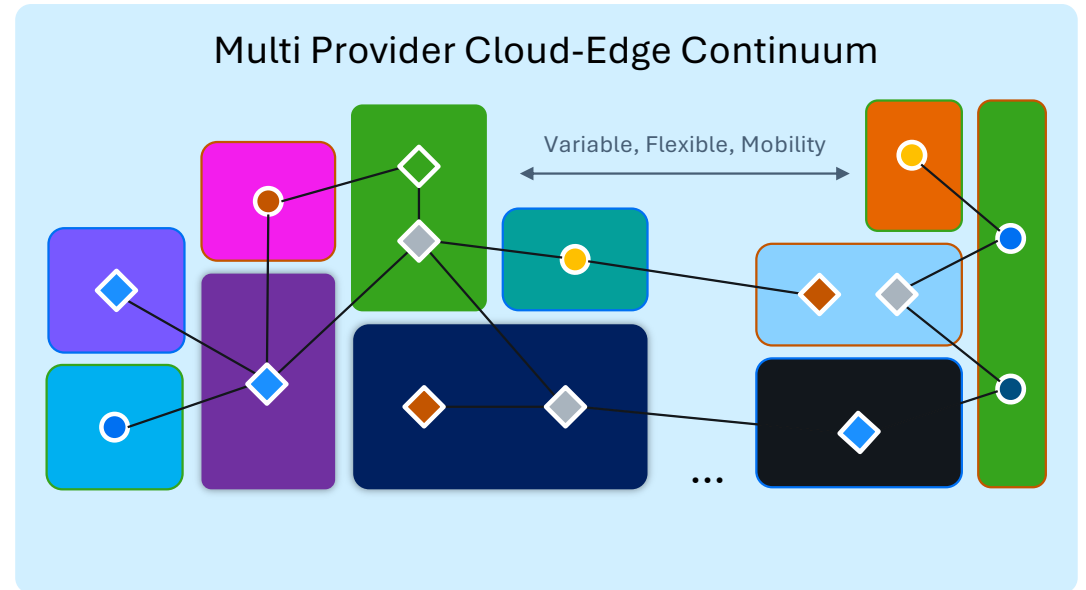 Multi Provider Cloud-Edge Continuum
Variable, Flexible, Mobility
...